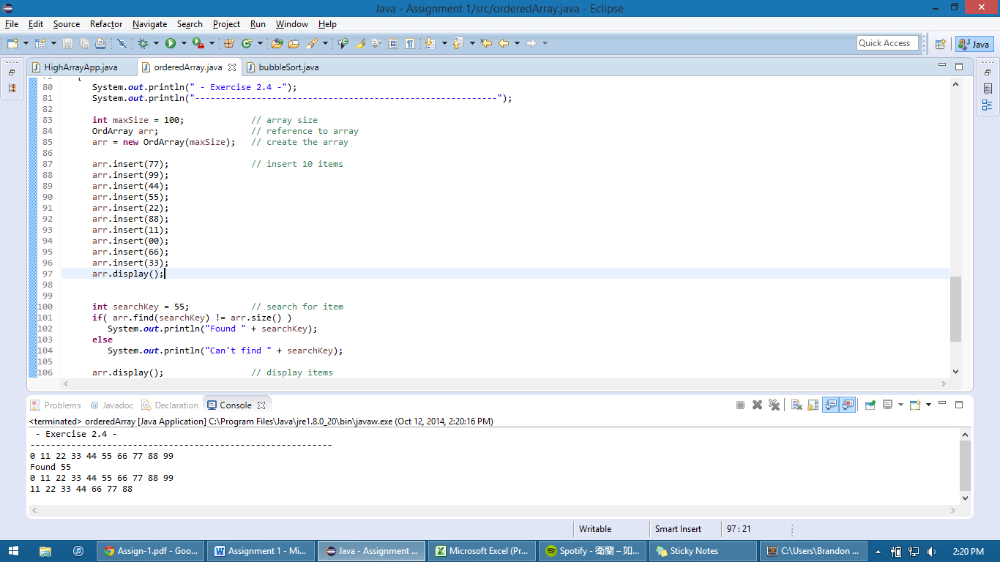 Java - Assignment 1/src/orderedArray.java - Eclipse
File Edit Source Refactor Navigate Search Project Run Window Help
Quick Access Java
HighArrayApp.java orderedArray.java bubbleSort.java
79 {
80 System.out.println(" - Exercise 2.4 -");
81 System.out.println("-----------------------------------------------------------");
82
83 int maxSize = 100; // array size
84 OrdArray arr; // reference to array
85 arr = new OrdArray(maxSize); // create the array
86
87 arr.insert(77); // insert 10 items
88 arr.insert(99);
89 arr.insert(44);
90 arr.insert(55);
91 arr.insert(22);
92 arr.insert(88);
93 arr.insert(11);
94 arr.insert(00);
95 arr.insert(66);
96 arr.insert(33);
97 arr.display();
98
99
100 int searchKey = 55; // search for item
101 if( arr.find(searchKey) != arr.size() )
102 System.out.println("Found " + searchKey);
103 else
104 System.out.println("Can't find " + searchKey);
105
106 arr.display(); // display items
Problems @ Javadoc Declaration Console
<terminated> orderedArray [Java Application] C:\Program Files\Java\jre1.8.0_20\bin\javaw.exe (Oct 12, 2014, 2:20:16 PM)
- Exercise 2.4 -
-----------------------------------------------------------
0 11 22 33 44 55 66 77 88 99
Found 55
0 11 22 33 44 55 66 77 88 99
11 22 33 44 66 77 88
Writable Smart Insert 97 : 21
Assign-1.pdf - Goo... Assignment 1 - Mi... Java - Assignment ... Microsoft Excel (Pr... Spotify - 衛蘭 – 如... Sticky Notes C:\Users\Brandon ... 2:20 PM